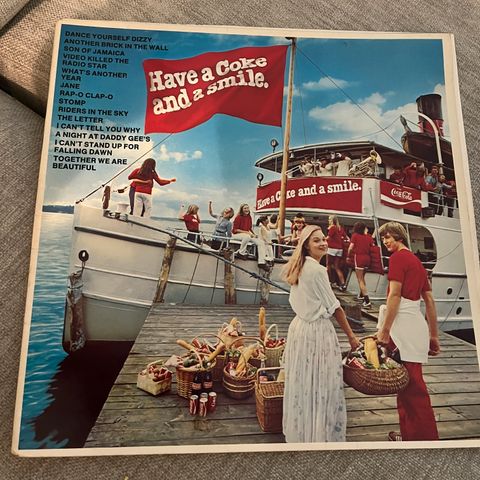 DANCE YOURSELF DIZZY
ANOTHER BRICK IN THE WALL
SON OF JAMAICA
VIDEO KILLED THE
RADIO STAR
WHAT'S ANOTHER
YEAR
JANE
RAP-O CLAP-O
STOMP
RIDERS IN THE SKY
THE LETTER
I CAN'T TELL YOU WHY
A NIGHT AT DADDY GEE'S
I CAN'T STAND UP FOR
FALLING DAWN
TOGETHER WE ARE
BEAUTIFUL
Have a Coke
and a smile.
Have a Coke and a smile.
Coca-Cola